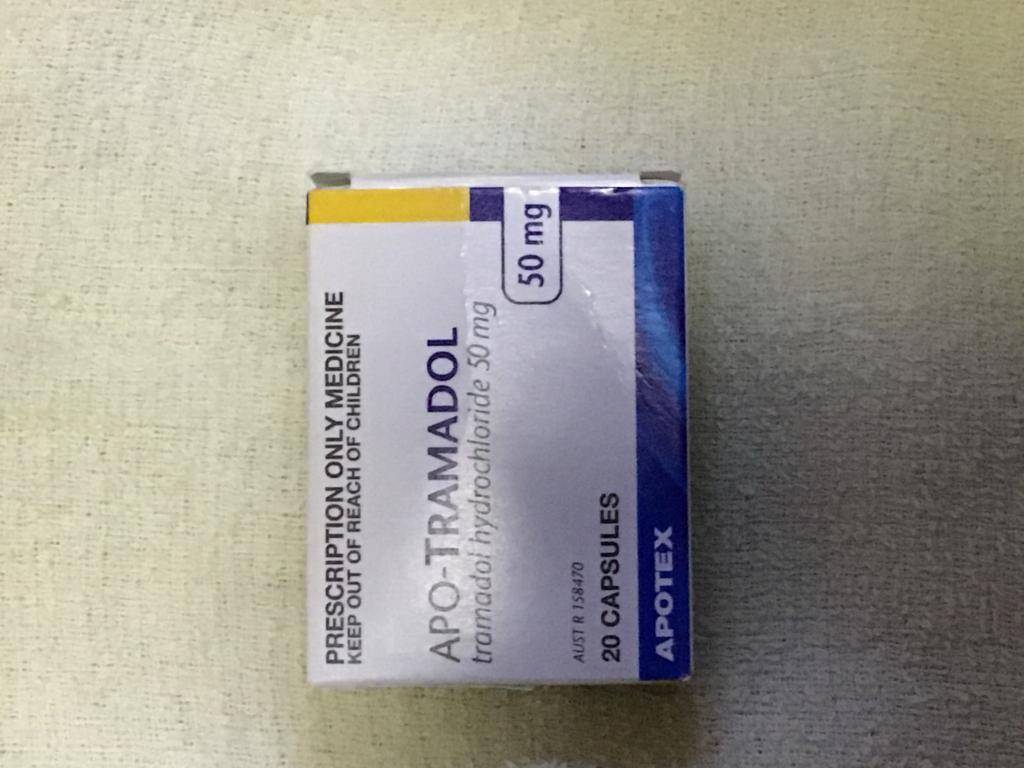 PRESCRIPTION ONLY MEDICINE
KEEP OUT OF REACH OF CHILDREN
APO-TRAMADOL
tramadol hydrochloride 50 mg
50 mg
AUST R 158470
20 CAPSULES
APOTEX